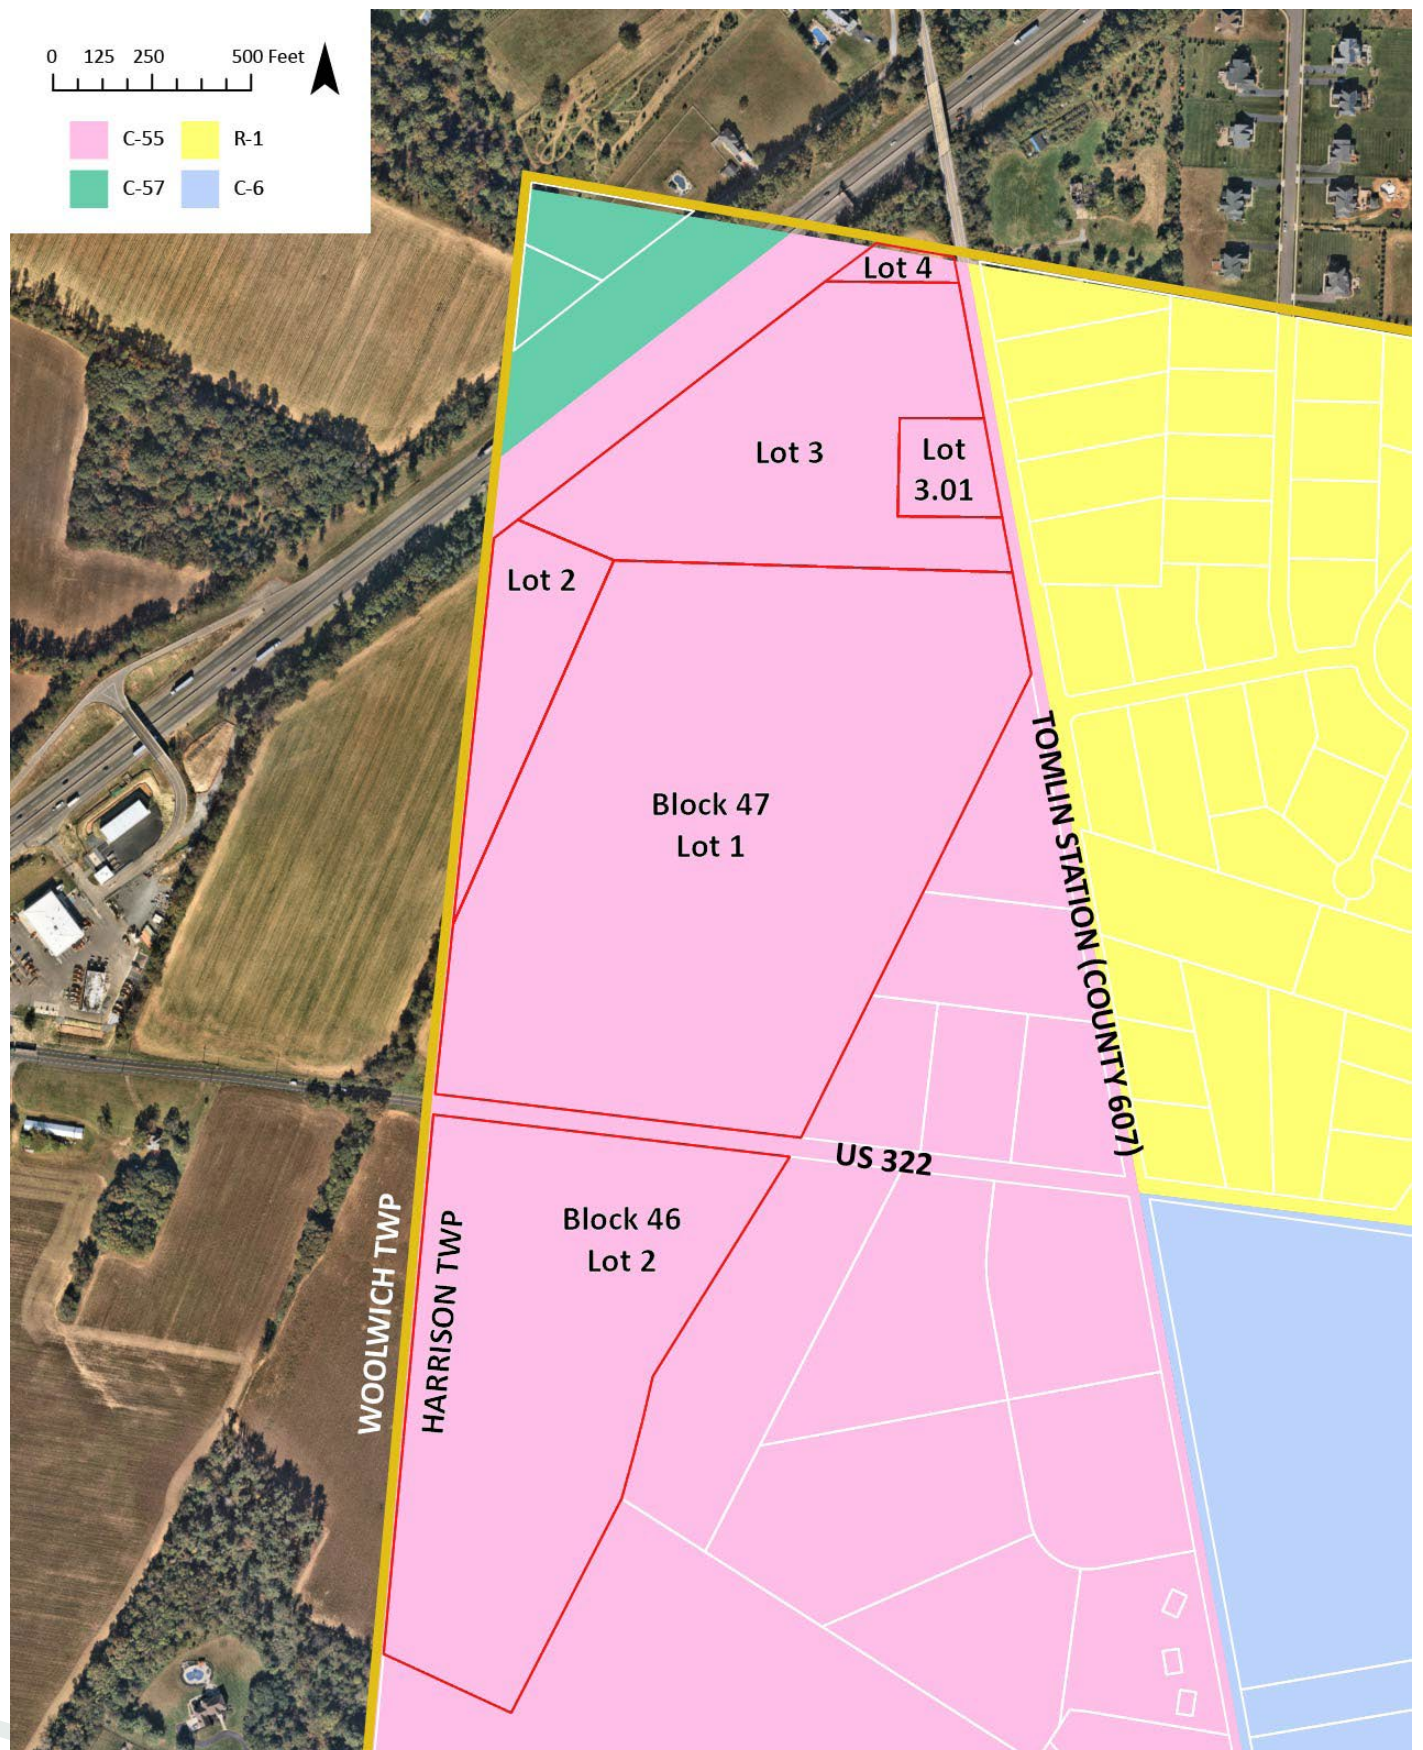 0 125 250 500 Feet
C-55 R-1
C-57 C-6
Lot 4
Lot 3
Lot
3.01
Lot 2
Block 47
Lot 1
TOMLIN STATION (COUNTY 607)
US 322
Block 46
Lot 2
WOOLWICH TWP
HARRISON TWP